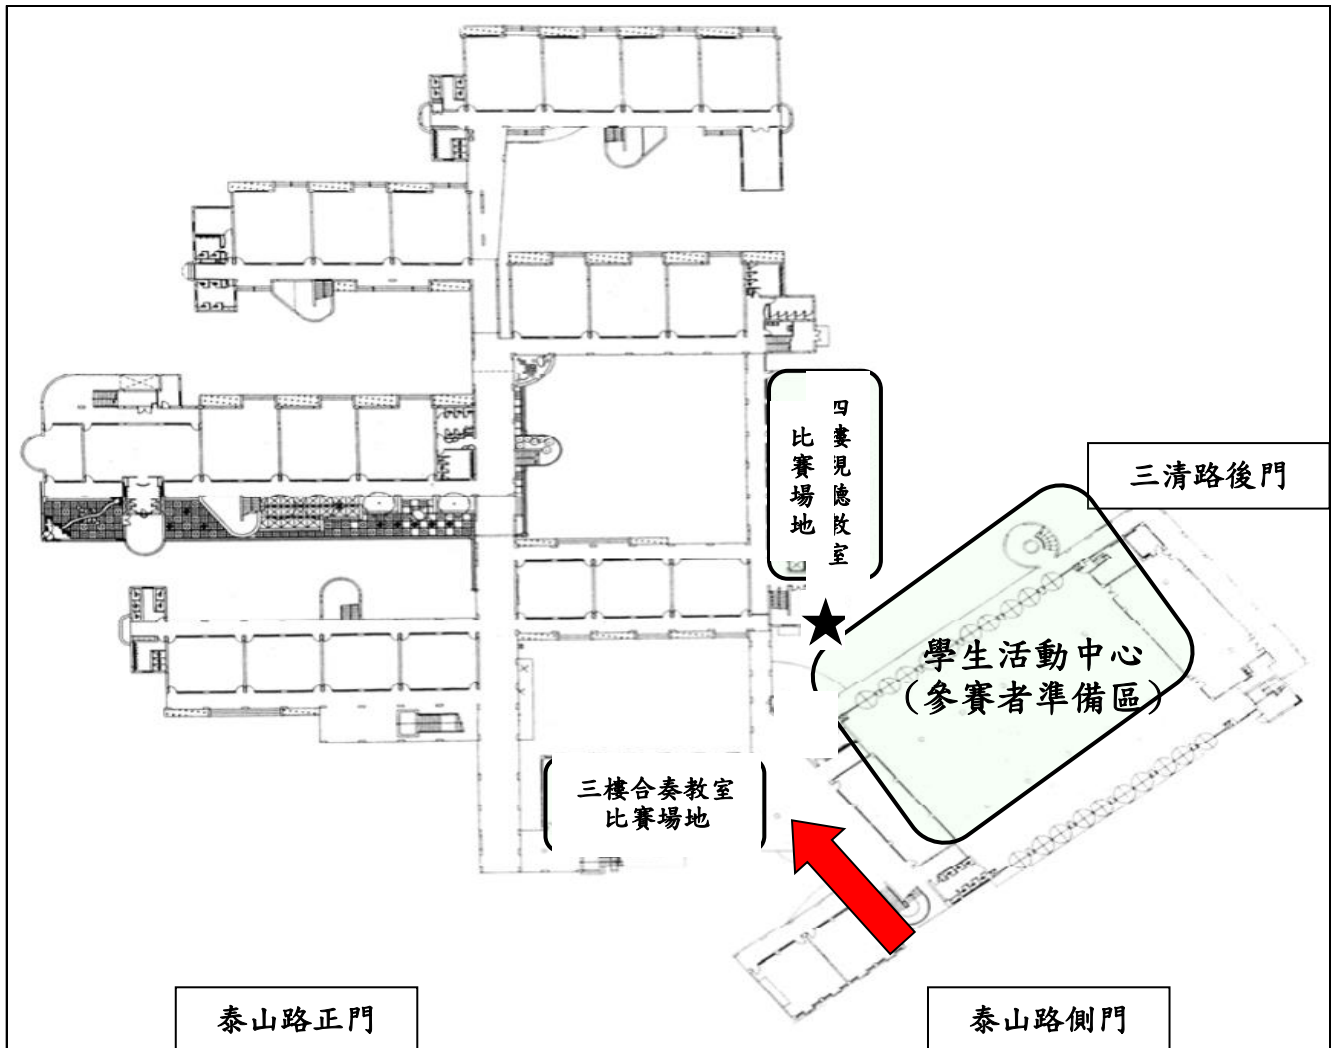 四樓視聽教室
比賽場地
三清路後門
學生活動中心
(參賽者準備區)
三樓合奏教室
比賽場地
泰山路正門
泰山路側門